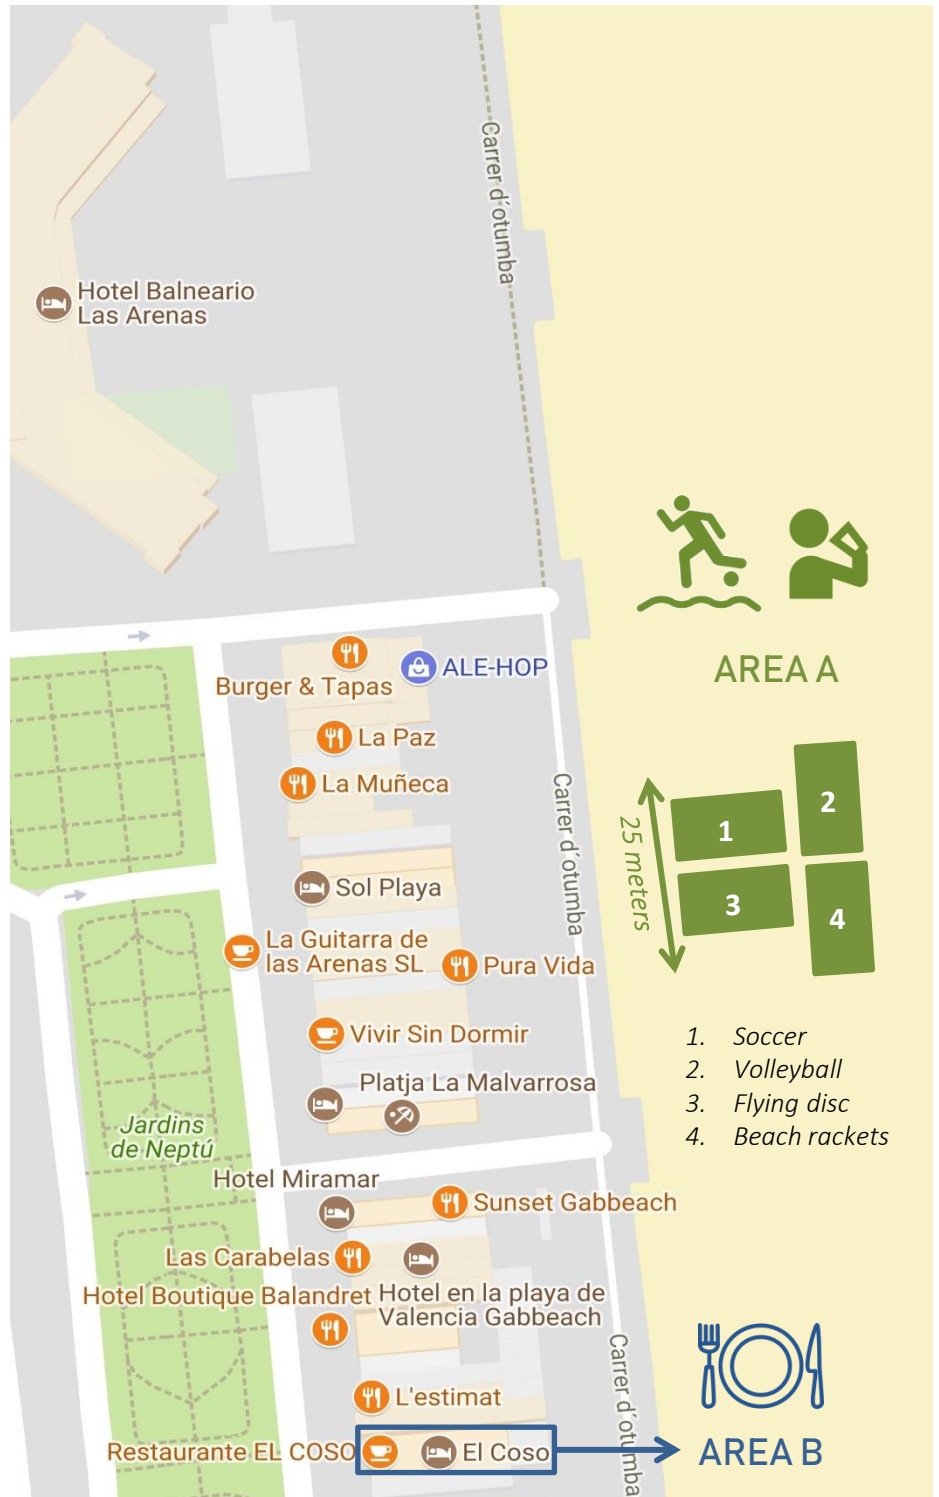 Carrer d´otumba
Hotel Balneario
Las Arenas
AREA A
Burger & Tapas
ALE-HOP
La Paz
La Muñeca
Carrer d´otumba
25 meters
1
2
3
4
Sol Playa
La Guitarra de
las Arenas SL
Pura Vida
Vivir Sin Dormir
Platja La Malvarrosa
1. Soccer
2. Volleyball
3. Flying disc
4. Beach rackets
Jardins
de Neptú
Hotel Miramar
Sunset Gabbeach
Las Carabelas
Hotel Boutique Balandret
Hotel en la playa de
Valencia Gabbeach
Carrer d´otumba
L'estimat
Restaurante EL COSO
El Coso
AREA B